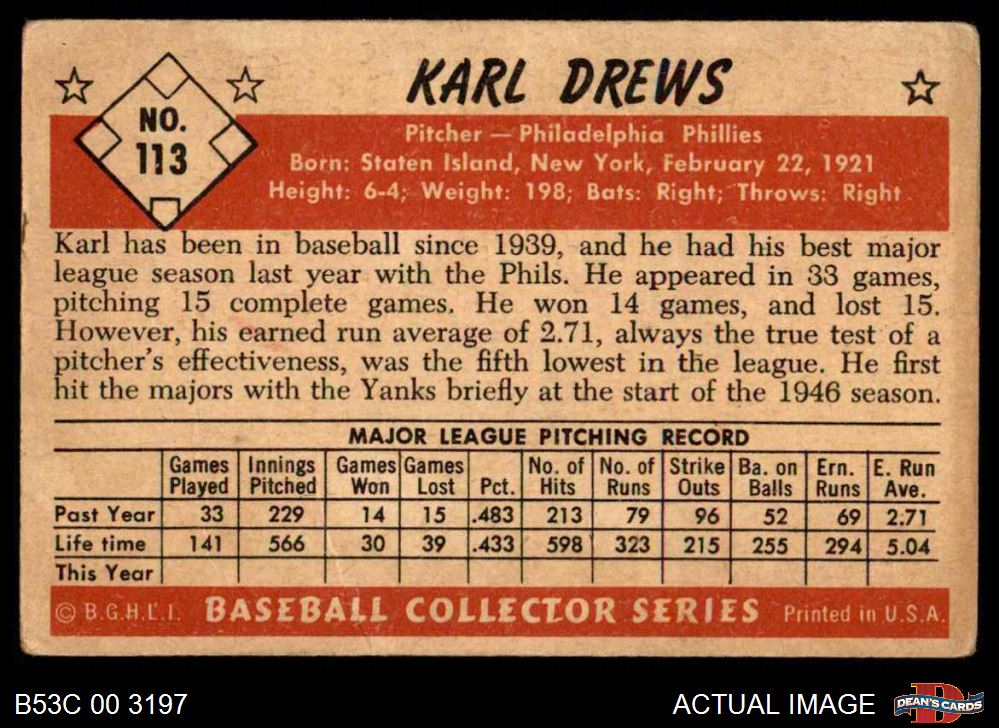 NO.
113
KARL DREWS
Pitcher — Philadelphia Phillies
Born: Staten Island, New York, February 22, 1921
Height: 6-4; Weight: 198; Bats: Right; Throws: Right
Karl has been in baseball since 1939, and he had his best major
league season last year with the Phils. He appeared in 33 games,
pitching 15 complete games. He won 14 games, and lost 15.
However, his earned run average of 2.71, always the true test of a
pitcher's effectiveness, was the fifth lowest in the league. He first
hit the majors with the Yanks briefly at the start of the 1946 season.
MAJOR LEAGUE PITCHING RECORD
Games Played Innings Pitched Games Won Games Lost Pct. No. of Hits No. of Runs Strike Outs Ba. on Balls Ern. Runs E. Run Ave.
Past Year 33 229 14 15 .483 213 79 96 52 69 2.71
Life time 141 566 30 39 .433 598 323 215 255 294 5.04
This Year
© B.G.H.L.I. BASEBALL COLLECTOR SERIES Printed in U.S.A.
B53C 00 3197 ACTUAL IMAGE D DEAN'S CARDS